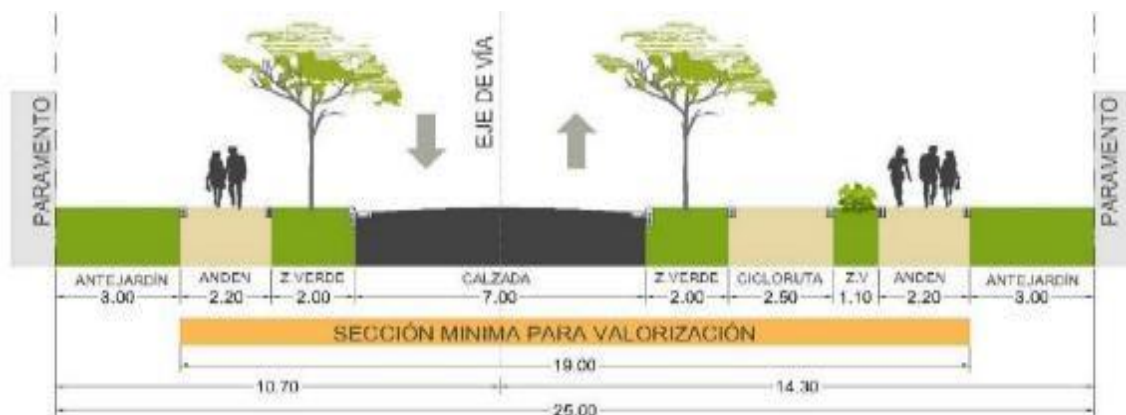 PARAMENTO
EJE DE VÍA
PARAMENTO
ANTEJARDÍN ANDEN Z.VERDE CALZADA Z.VERDE CICLORUTA Z.V ANDEN ANTEJARDÍN
3.00 2.20 2.00 7.00 2.00 2.50 1.10 2.20 3.00
SECCIÓN MINIMA PARA VALORIZACIÓN
19.00
10.70 14.30
25.00